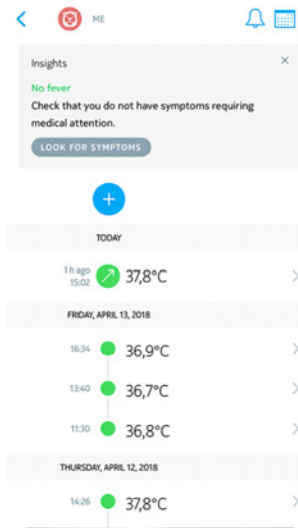 ME
Insights
No fever
Check that you do not have symptoms requiring
medical attention.
LOOK FOR SYMPTOMS
TODAY
1 h ago
15:02
37,8°C
FRIDAY, APRIL 13, 2018
16:34
36,9°C
13:40
36,7°C
11:30
36,8°C
THURSDAY, APRIL 12, 2018
14:26
37,8°C